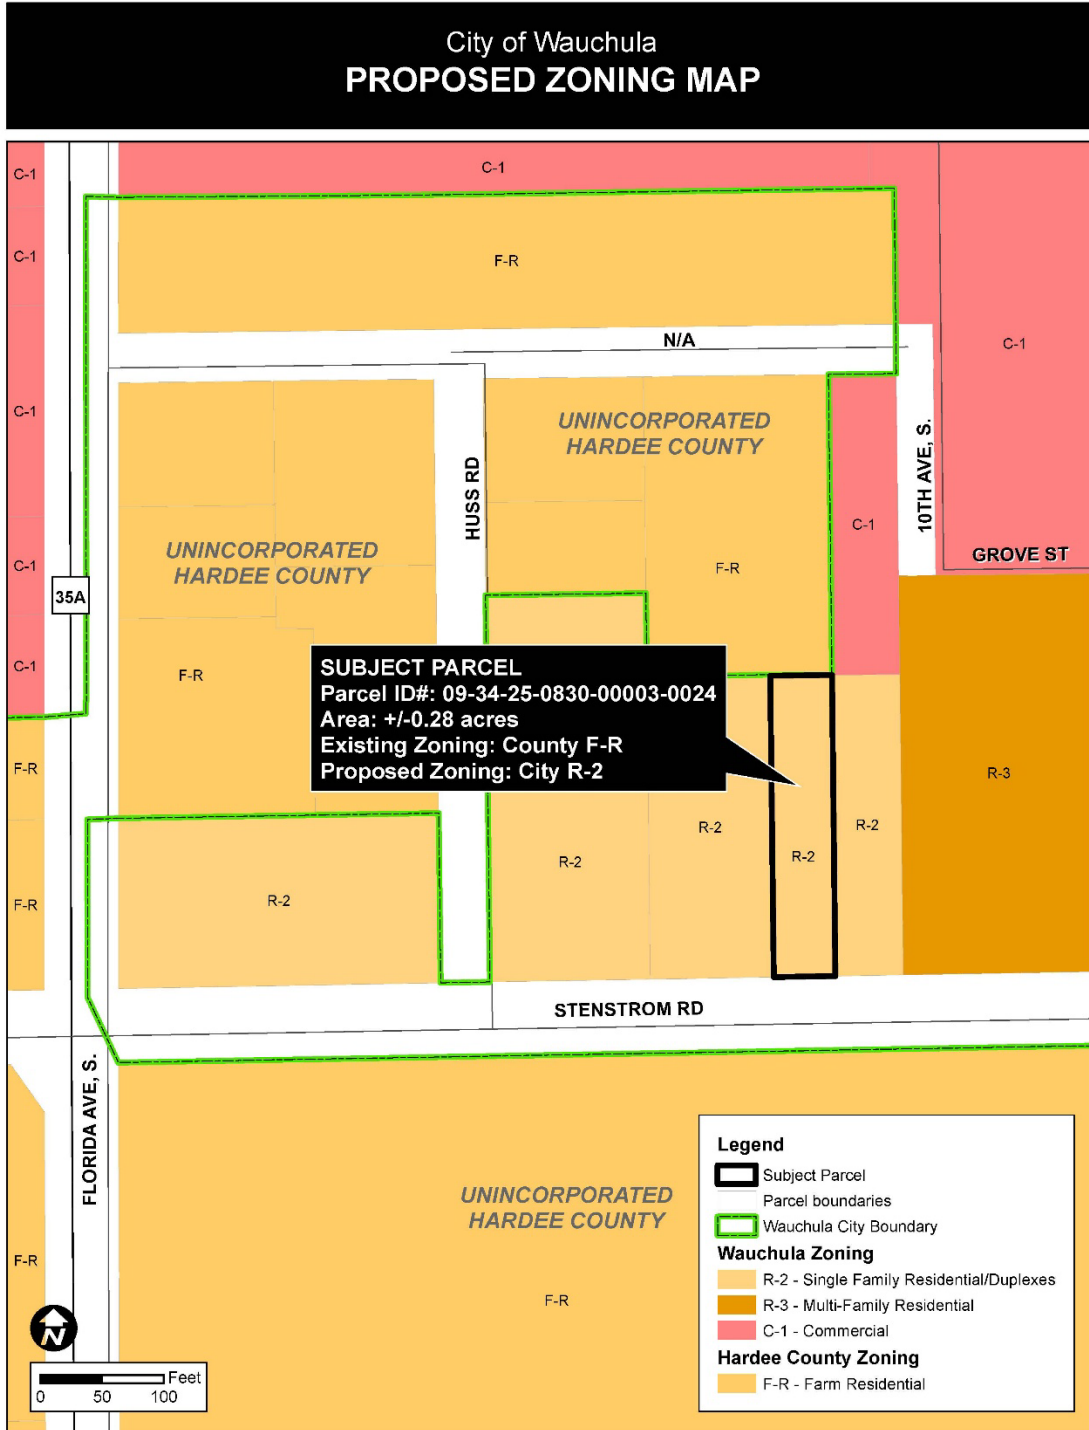 City of Wauchula
PROPOSED ZONING MAP
C-1
C-1
C-1
F-R
N/A
C-1
C-1
UNINCORPORATED
HARDEE COUNTY
HUSS RD
10TH AVE, S.
C-1
GROVE ST
UNINCORPORATED
HARDEE COUNTY
C-1
F-R
35A
C-1
F-R
SUBJECT PARCEL
Parcel ID#: 09-34-25-0830-00003-0024
Area: +/-0.28 acres
Existing Zoning: County F-R
Proposed Zoning: City R-2
F-R
R-3
R-2
R-2
R-2
R-2
R-2
F-R
STENSTROM RD
FLORIDA AVE, S.
UNINCORPORATED
HARDEE COUNTY
F-R
F-R
N
Feet
0 50 100
Legend
Subject Parcel
Parcel boundaries
Wauchula City Boundary
Wauchula Zoning
R-2 - Single Family Residential/Duplexes
R-3 - Multi-Family Residential
C-1 - Commercial
Hardee County Zoning
F-R - Farm Residential